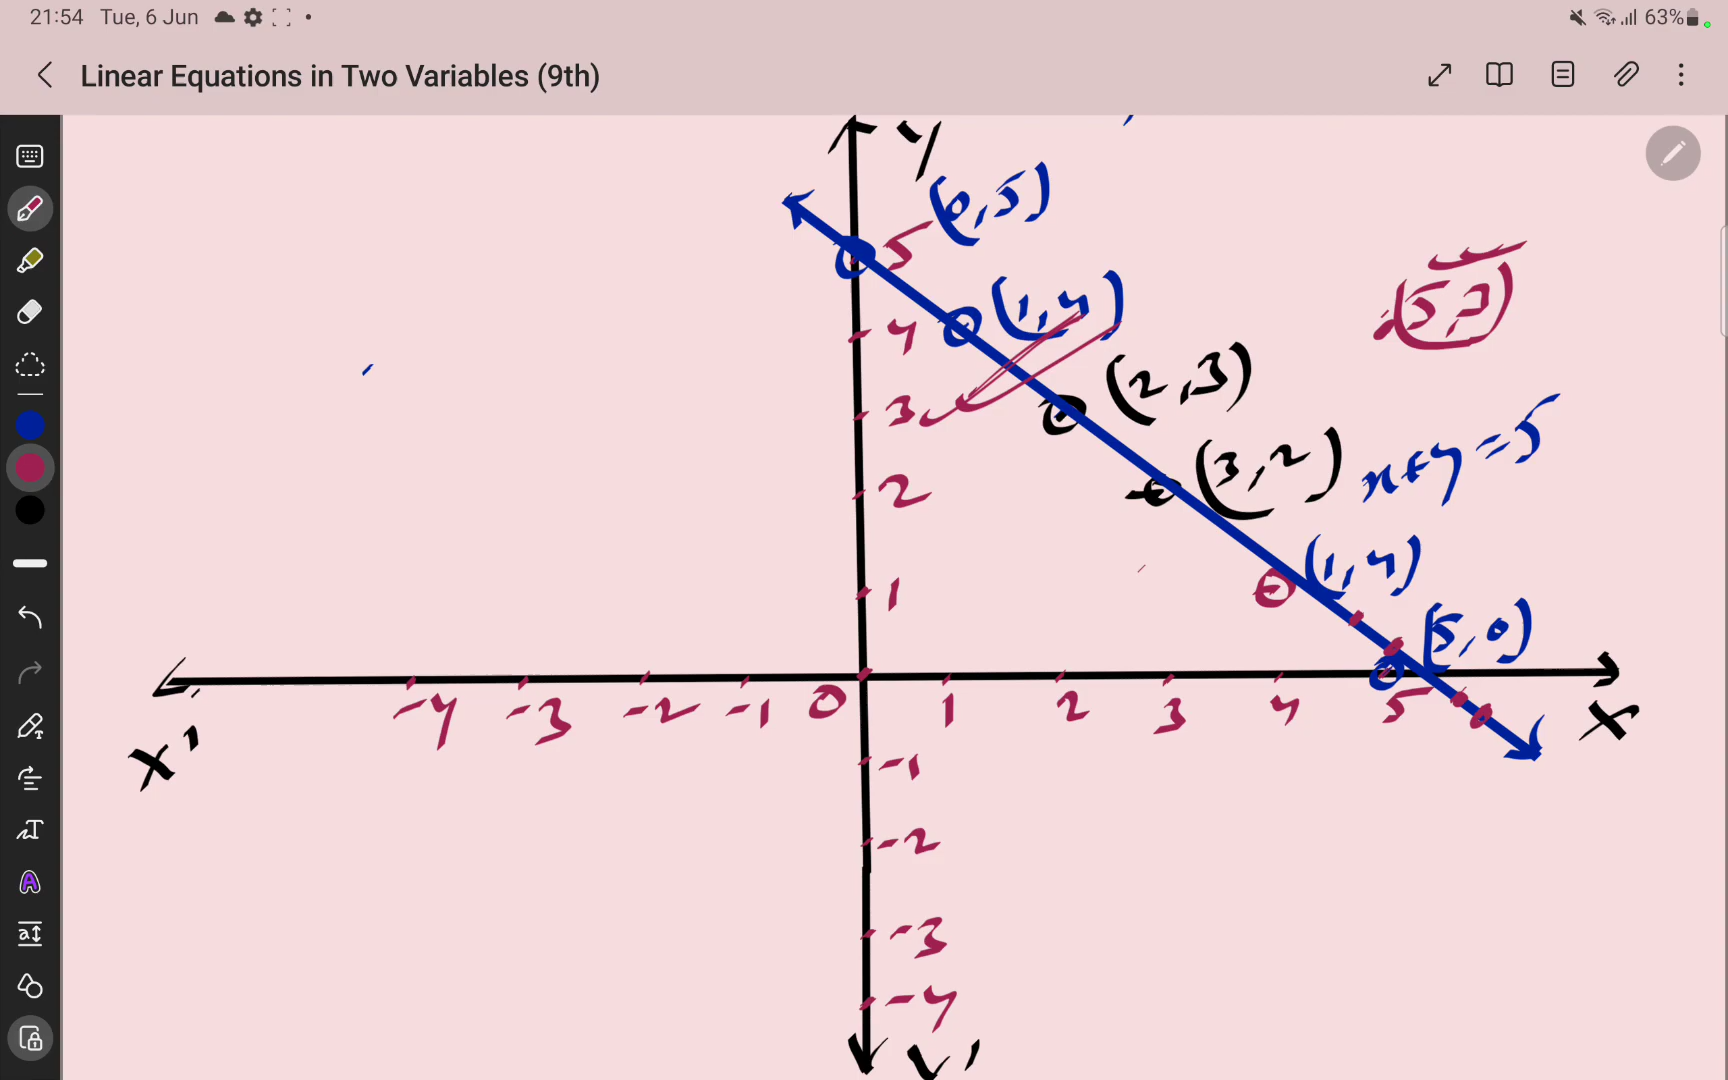 21:54 Tue, 6 Jun
63%
Linear Equations in Two Variables (9th)
y
(0,5)
5
(1,4)
(5,3)
4
(2,3)
3
(3,2)
x+y=5
2
(1,4)
1
(5,0)
-4 -3 -2 -1 0 1 2 3 4 5
X' X
-1
-2
-3
-4